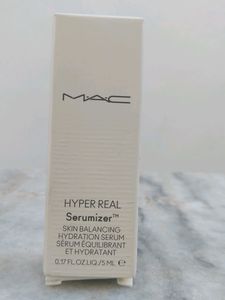 M·A·C
HYPER REAL
Serumizer™
SKIN BALANCING
HYDRATION SERUM
SÉRUM ÉQUILIBRANT
ET HYDRATANT
0.17 FL.OZ.LIQ./5 ML ℮